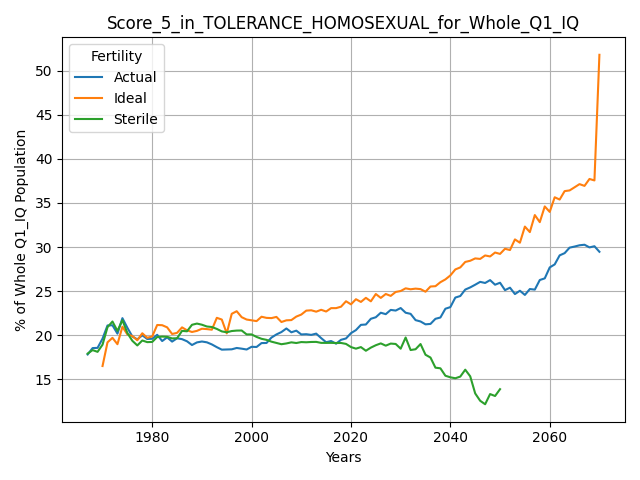 Score_5_in_TOLERANCE_HOMOSEXUAL_for_Whole_Q1_IQ
Fertility
Actual
Ideal
Sterile
% of Whole Q1_IQ Population
50
45
40
35
30
25
20
15
1980
2000
2020
2040
2060
Years